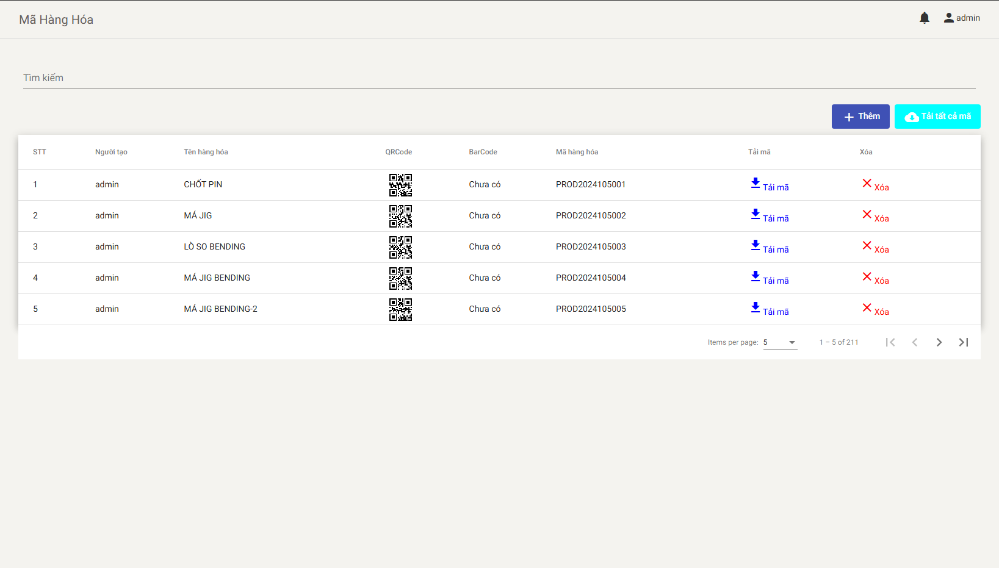 Mã Hàng Hóa
admin
Tìm kiếm
Thêm
Tải tất cả mã
STT Người tạo Tên hàng hóa QRCode BarCode Mã hàng hóa Tải mã Xóa
1 admin CHỐT PIN Chưa có PROD2024105001 Tải mã Xóa
2 admin MÁ JIG Chưa có PROD2024105002 Tải mã Xóa
3 admin LÒ SO BENDING Chưa có PROD2024105003 Tải mã Xóa
4 admin MÁ JIG BENDING Chưa có PROD2024105004 Tải mã Xóa
5 admin MÁ JIG BENDING-2 Chưa có PROD2024105005 Tải mã Xóa
Items per page: 5 1 – 5 of 211